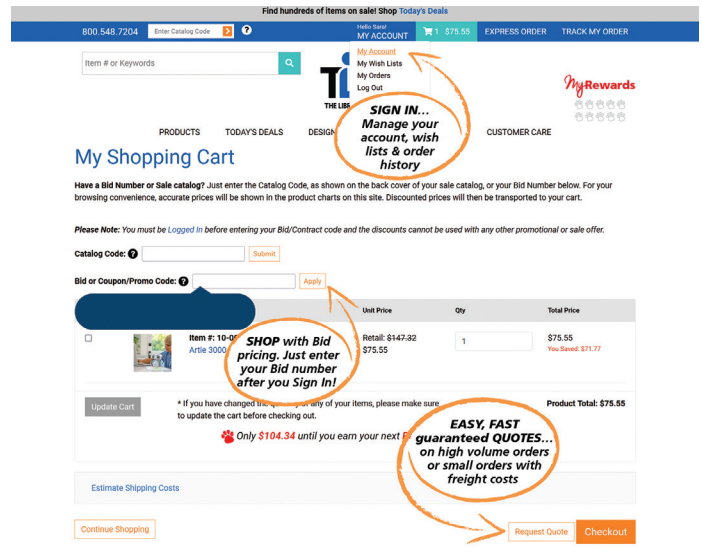 Find hundreds of items on sale! Shop Today's Deals
800.548.7204
Enter Catalog Code
?
Hello Sara!
MY ACCOUNT
1 $75.55
EXPRESS ORDER
TRACK MY ORDER
Item # or Keywords
My Account
My Wish Lists
My Orders
Log Out
THE LIB
MyRewards
PRODUCTS
TODAY'S DEALS
DESIGN
CUSTOMER CARE
SIGN IN...
Manage your
account, wish
lists & order
history
My Shopping Cart
Have a Bid Number or Sale catalog? Just enter the Catalog Code, as shown on the back cover of your sale catalog, or your Bid Number below. For your
browsing convenience, accurate prices will be shown in the product charts on this site. Discounted prices will then be transported to your cart.
Please Note: You must be Logged In before entering your Bid/Contract code and the discounts cannot be used with any other promotional or sale offer.
Catalog Code: ?
Submit
Bid or Coupon/Promo Code: ?
Apply
Unit Price
Qty
Total Price
Item #: 10-0
Artie 3000
Retail: $147.32
$75.55
1
$75.55
You Saved: $71.77
SHOP with Bid
pricing. Just enter
your Bid number
after you Sign In!
Update Cart
* If you have changed the of any of your items, please make sure
to update the cart before checking out.
Product Total: $75.55
Only $104.34 until you earn your next
EASY, FAST
guaranteed QUOTES...
on high volume orders
or small orders with
freight costs
Estimate Shipping Costs
Continue Shopping
Request Quote
Checkout